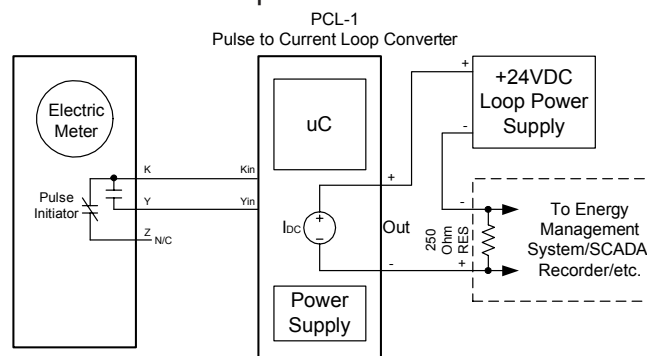 PCL-1
Pulse to Current Loop Converter
Electric
Meter
Pulse
Initiator
K
Y
Z
N/C
Kin
Yin
uC
IDC
+
−
Power
Supply
+
Out
-
+
-
+24VDC
Loop Power
Supply
250
Ohm
RES
-
+
To Energy
Management
System/SCADA
Recorder/etc.